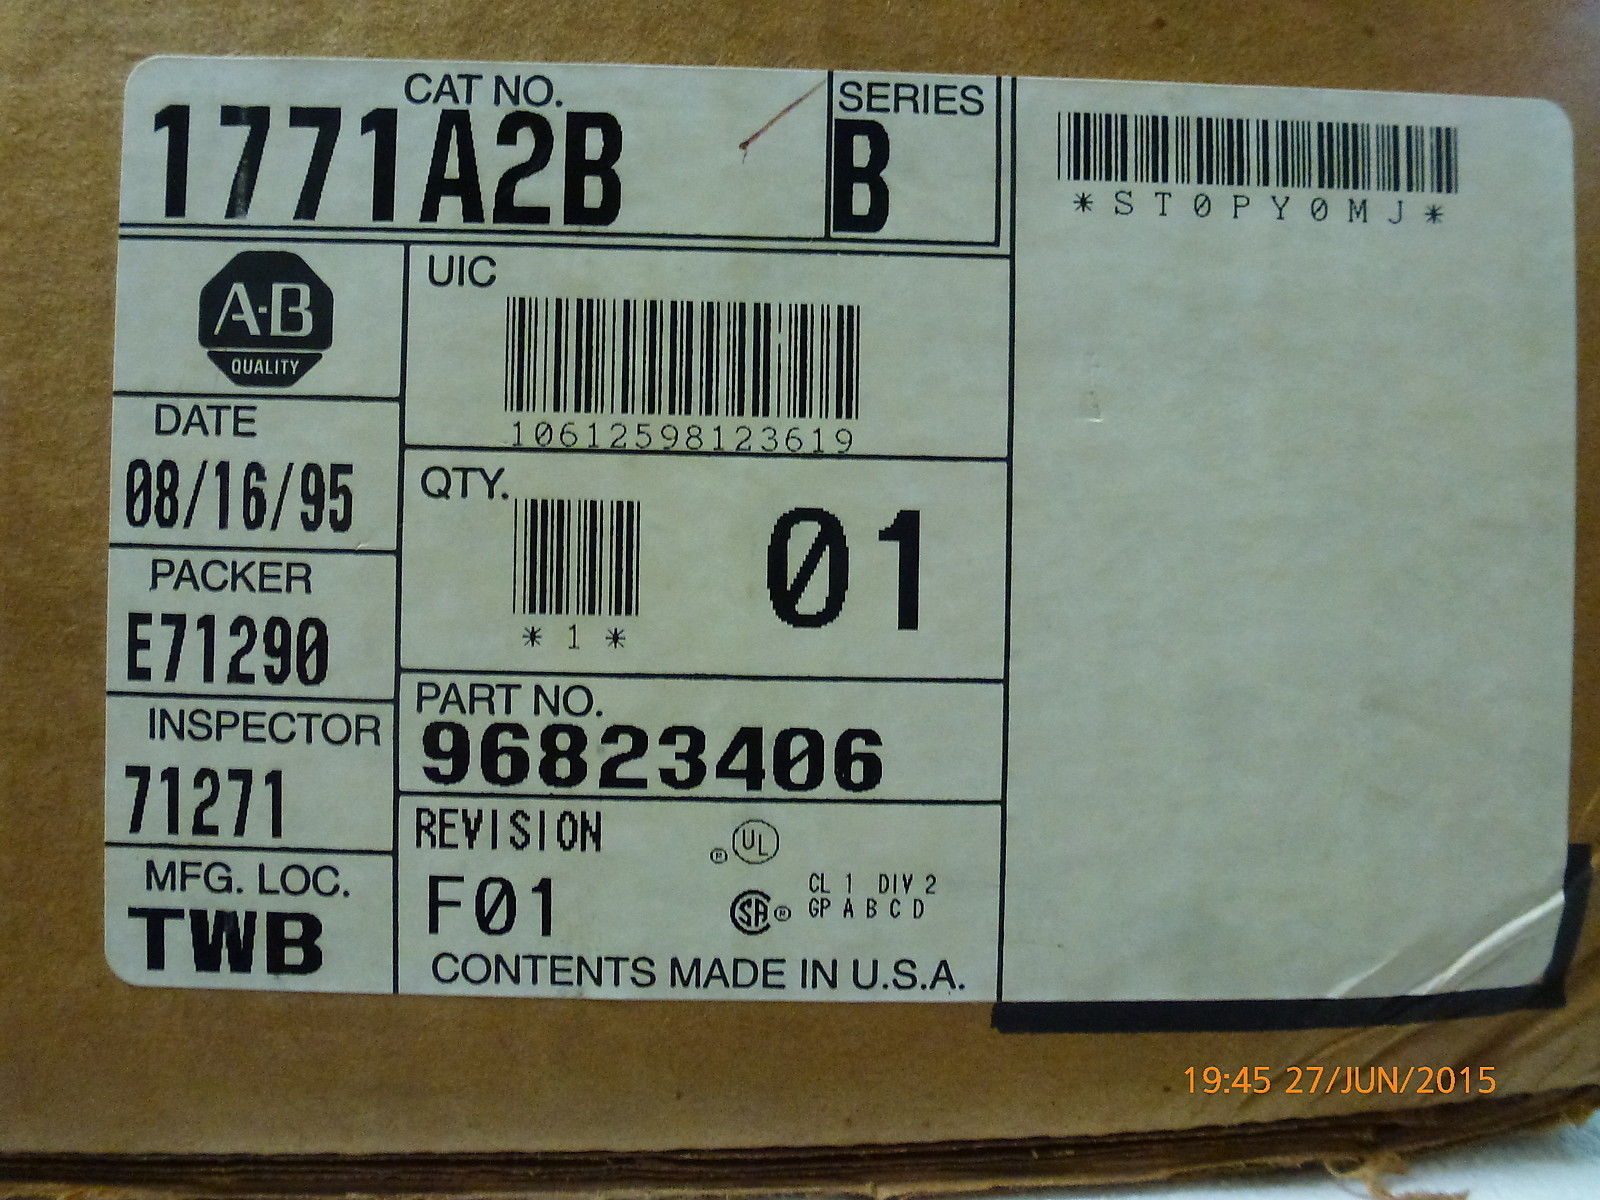 CAT NO.
1771A2B
SERIES
B
*ST0PY0MJ*
A-B
QUALITY
UIC
10612598123619
DATE
08/16/95
QTY.
01
*1*
PACKER
E71290
PART NO.
96823406
INSPECTOR
71271
REVISION
F01
UL
®
SA
®
CL 1 DIV 2
GP A B C D
MFG. LOC.
TWB
CONTENTS MADE IN U.S.A.
19:45 27/JUN/2015